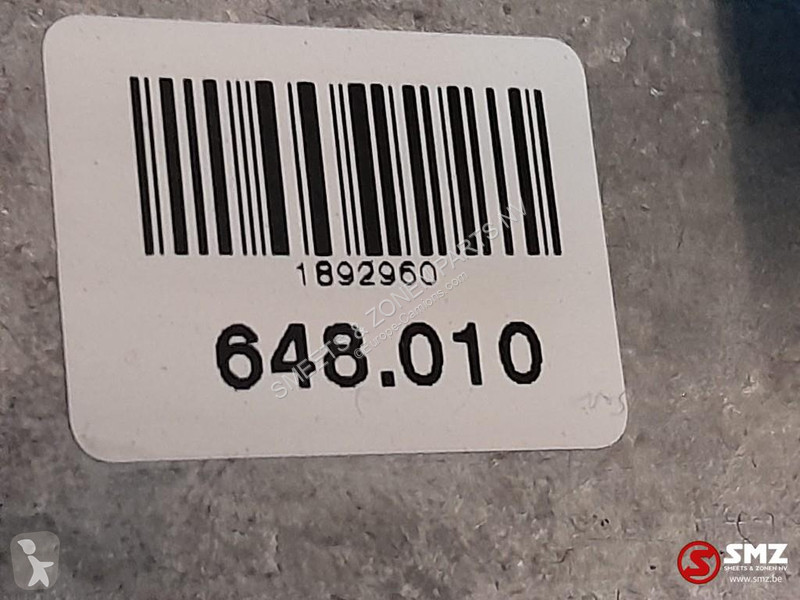 1892960
648.010
SMEETS & ZONEN PARTS NV
©Europe-Camions.com
SMZ
SMEETS & ZONEN NV
www.smz.be